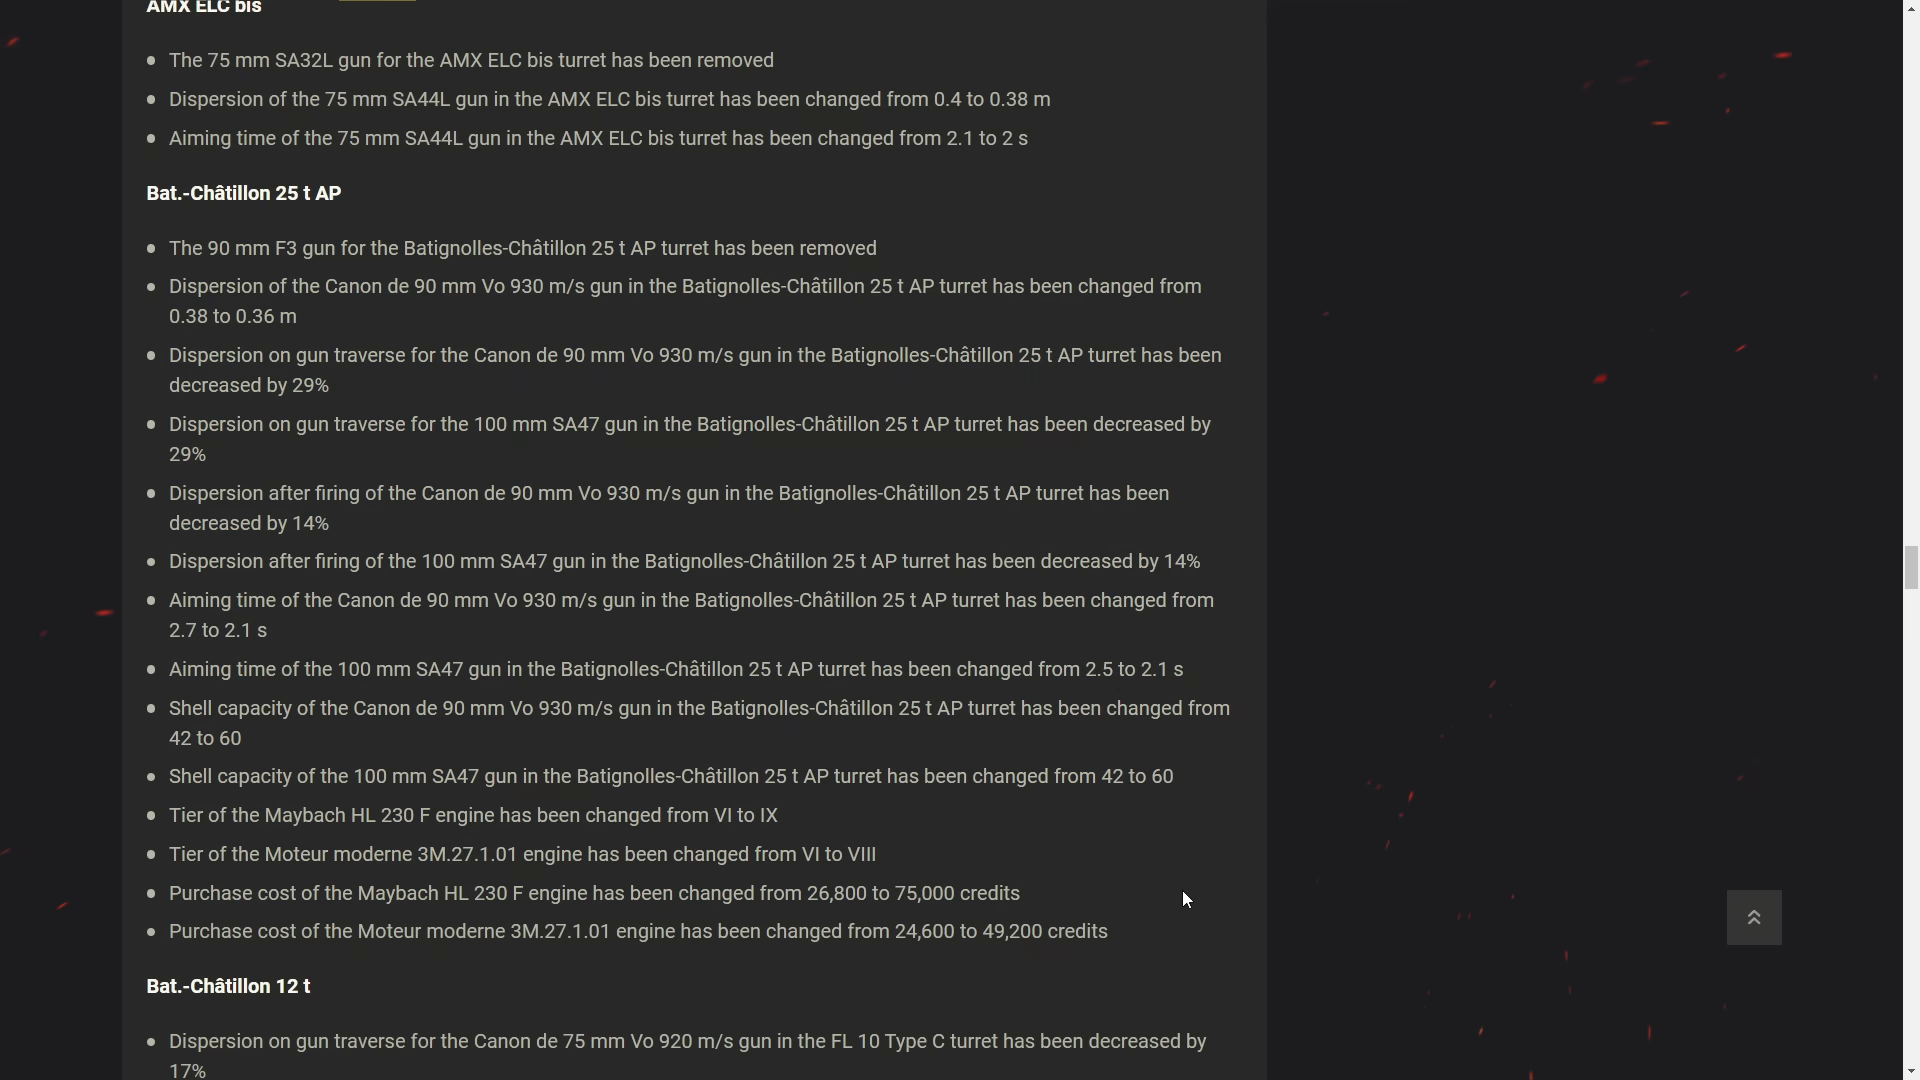 AMX ELC bis
The 75 mm SA32L gun for the AMX ELC bis turret has been removed
Dispersion of the 75 mm SA44L gun in the AMX ELC bis turret has been changed from 0.4 to 0.38 m
Aiming time of the 75 mm SA44L gun in the AMX ELC bis turret has been changed from 2.1 to 2 s
Bat.-Châtillon 25 t AP
The 90 mm F3 gun for the Batignolles-Châtillon 25 t AP turret has been removed
Dispersion of the Canon de 90 mm Vo 930 m/s gun in the Batignolles-Châtillon 25 t AP turret has been changed from
0.38 to 0.36 m
Dispersion on gun traverse for the Canon de 90 mm Vo 930 m/s gun in the Batignolles-Châtillon 25 t AP turret has been
decreased by 29%
Dispersion on gun traverse for the 100 mm SA47 gun in the Batignolles-Châtillon 25 t AP turret has been decreased by
29%
Dispersion after firing of the Canon de 90 mm Vo 930 m/s gun in the Batignolles-Châtillon 25 t AP turret has been
decreased by 14%
Dispersion after firing of the 100 mm SA47 gun in the Batignolles-Châtillon 25 t AP turret has been decreased by 14%
Aiming time of the Canon de 90 mm Vo 930 m/s gun in the Batignolles-Châtillon 25 t AP turret has been changed from
2.7 to 2.1 s
Aiming time of the 100 mm SA47 gun in the Batignolles-Châtillon 25 t AP turret has been changed from 2.5 to 2.1 s
Shell capacity of the Canon de 90 mm Vo 930 m/s gun in the Batignolles-Châtillon 25 t AP turret has been changed from
42 to 60
Shell capacity of the 100 mm SA47 gun in the Batignolles-Châtillon 25 t AP turret has been changed from 42 to 60
Tier of the Maybach HL 230 F engine has been changed from VI to IX
Tier of the Moteur moderne 3M.27.1.01 engine has been changed from VI to VIII
Purchase cost of the Maybach HL 230 F engine has been changed from 26,800 to 75,000 credits
Purchase cost of the Moteur moderne 3M.27.1.01 engine has been changed from 24,600 to 49,200 credits
Bat.-Châtillon 12 t
Dispersion on gun traverse for the Canon de 75 mm Vo 920 m/s gun in the FL 10 Type C turret has been decreased by
17%